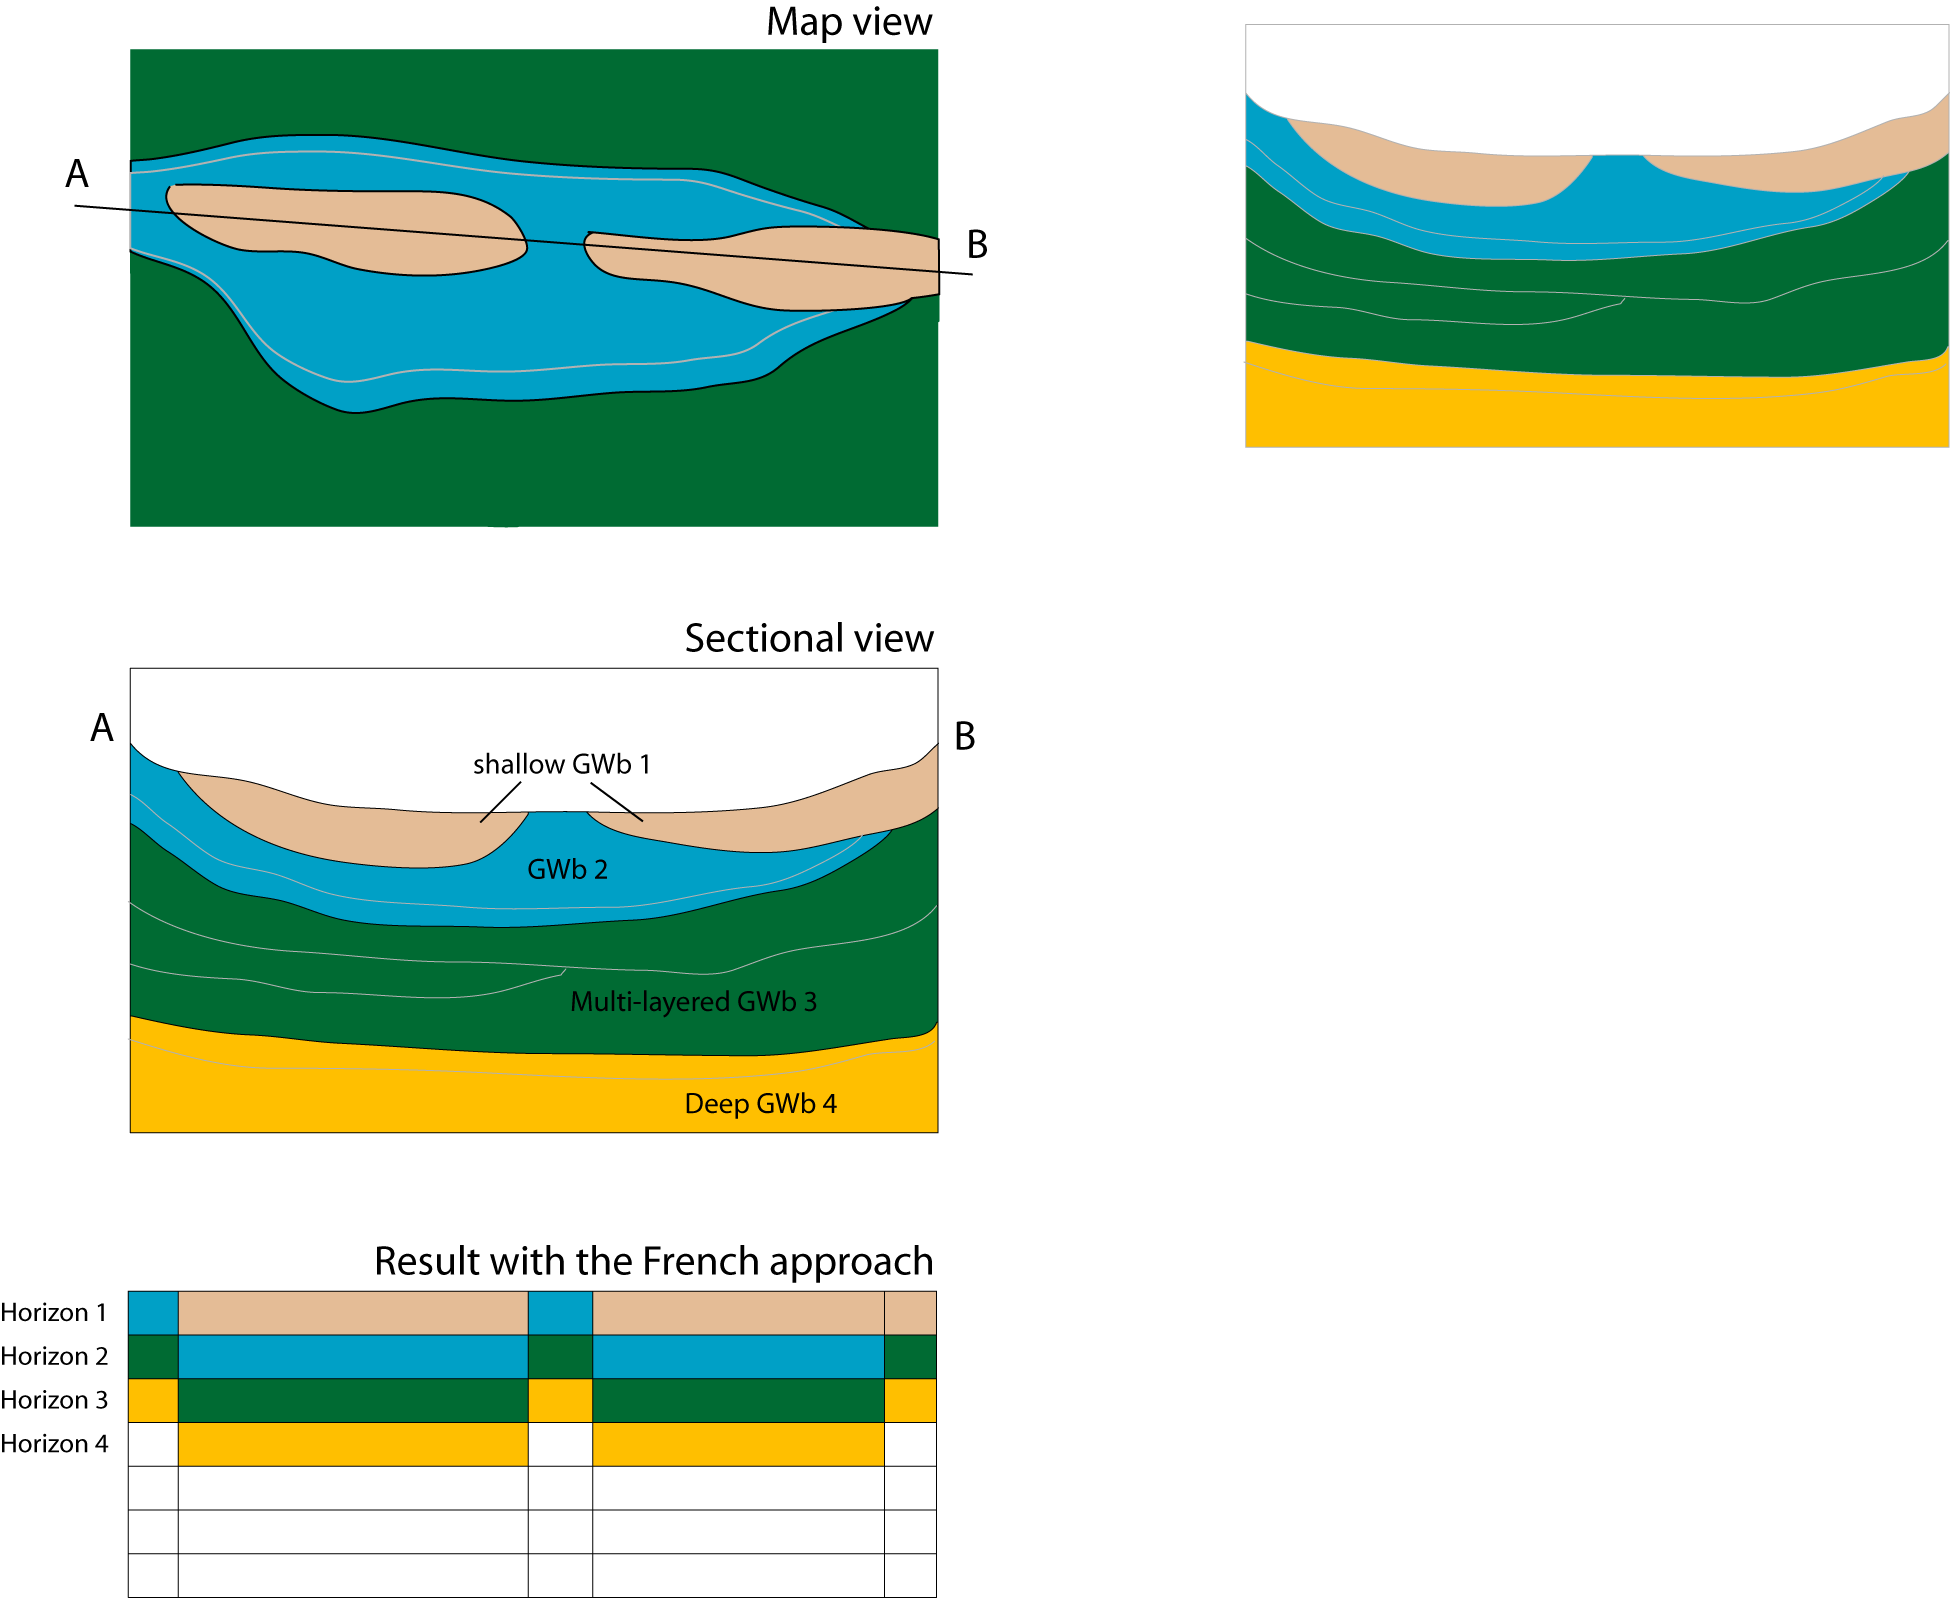 Map view
A
B
Sectional view
A
B
shallow GWb 1
GWb 2
Multi-layered GWb 3
Deep GWb 4
Result with the French approach
Horizon 1
Horizon 2
Horizon 3
Horizon 4